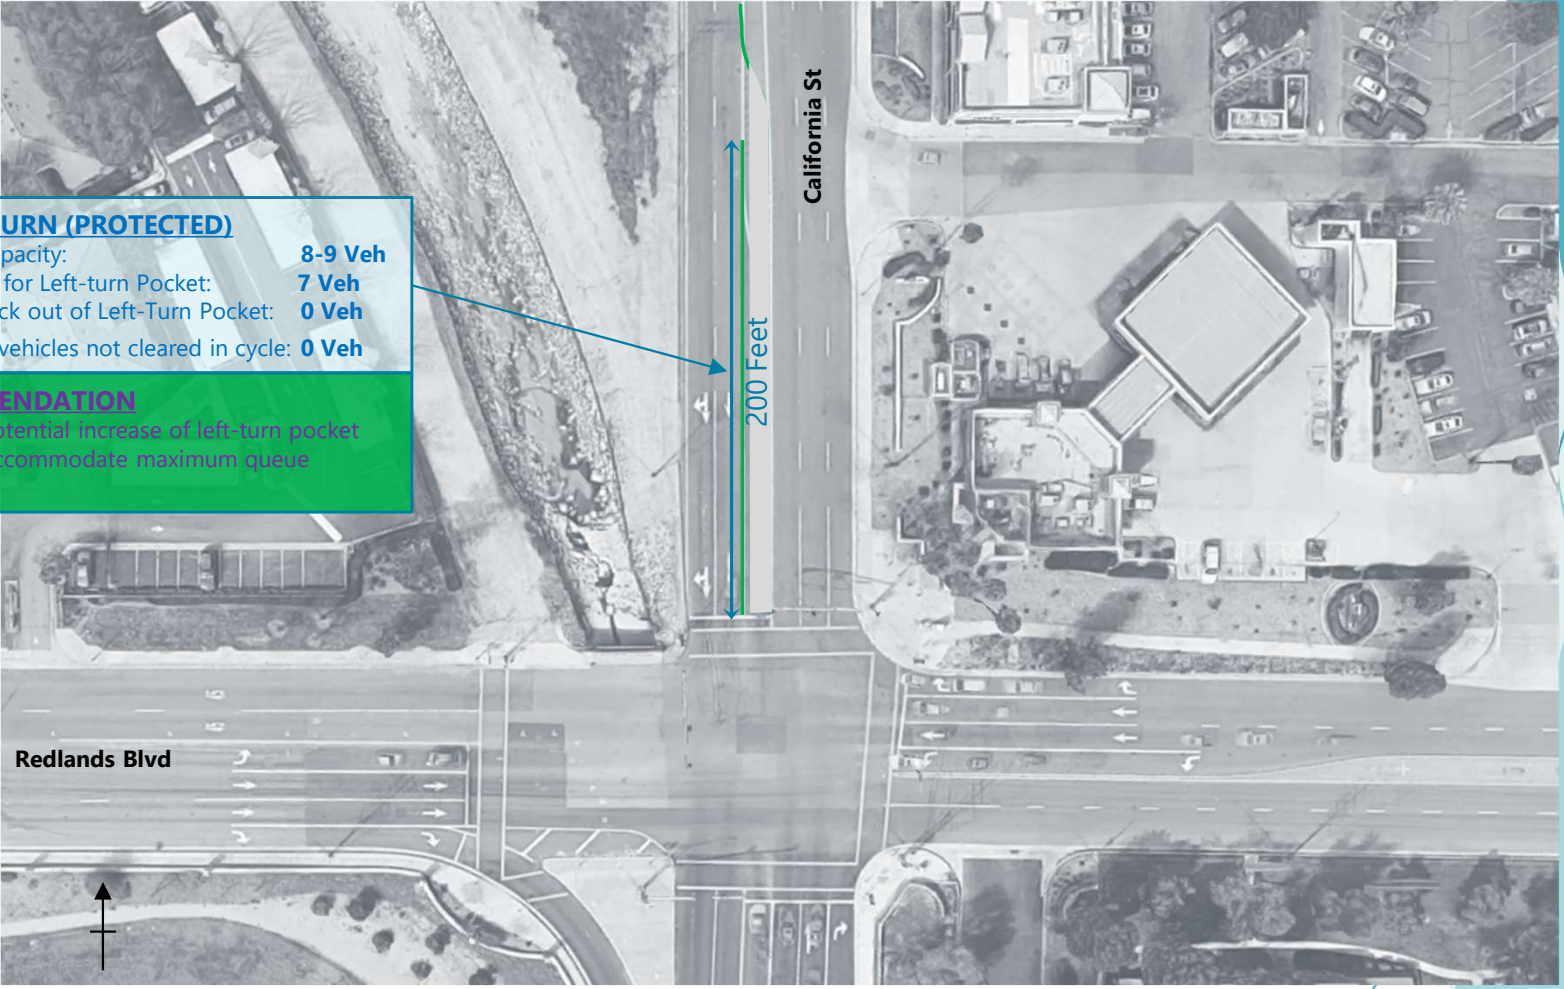 URN (PROTECTED)
pacity: 8-9 Veh
for Left-turn Pocket: 7 Veh
ck out of Left-Turn Pocket: 0 Veh
vehicles not cleared in cycle: 0 Veh
ENDATION
otential increase of left-turn pocket
ccommodate maximum queue
California St
200 Feet
Redlands Blvd